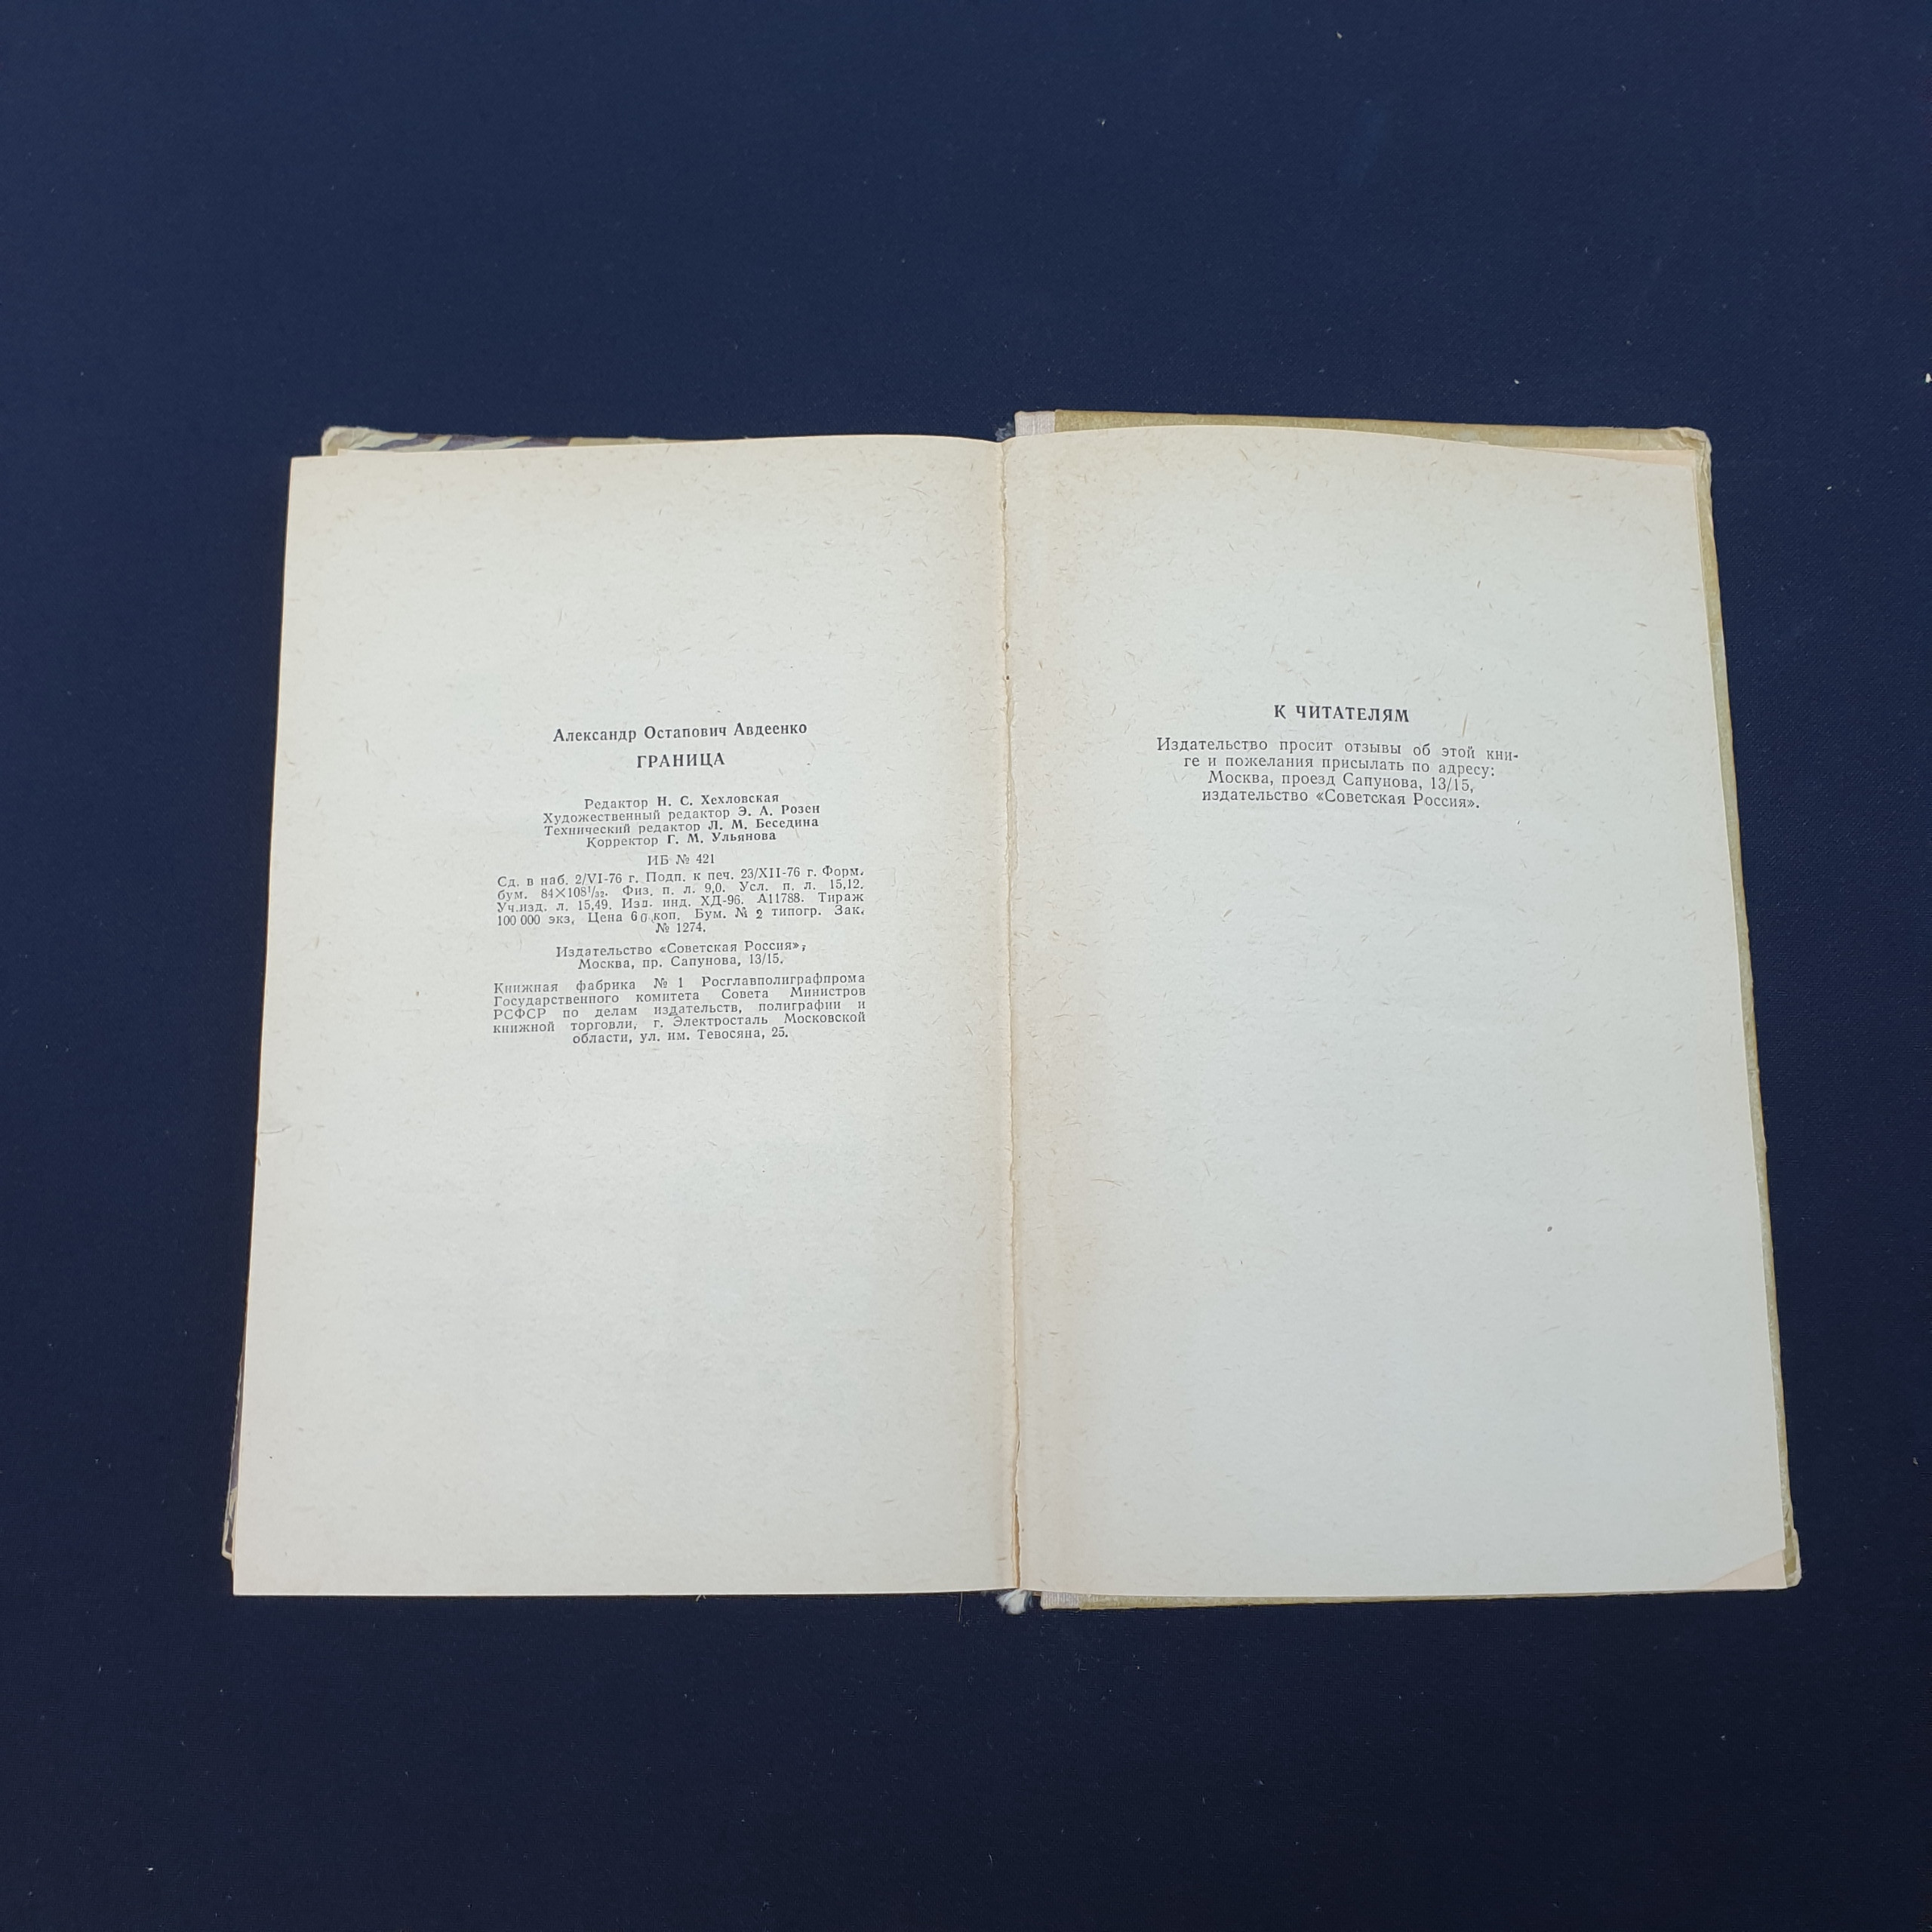 Александр Остапович Авдеенко
ГРАНИЦА
Редактор Н. С. Хехловская
Художественный редактор Э. А. Розен
Технический редактор Л. М. Беседина
Корректор Г. М. Ульянова
ИБ № 421
Сд. в наб. 2/VI-76 г. Подп. к печ. 23/XII-76 г. Форм.
бум. 84×108¹/₃₂. Физ. п. л. 9,0. Усл. п. л. 15,12.
Уч.изд. л. 15,49. Изд. инд. ХД-96. А11788. Тираж
100 000 экз. Цена 60 коп. Бум. № 2 типогр. Зак.
№ 1274.
Издательство «Советская Россия»,
Москва, пр. Сапунова, 13/15.
Книжная фабрика № 1 Росглавполиграфпрома
Государственного комитета Совета Министров
РСФСР по делам издательств, полиграфии и
книжной торговли, г. Электросталь Московской
области, ул. им. Тевосяна, 25.
К ЧИТАТЕЛЯМ
Издательство просит отзывы об этой кни-
ге и пожелания присылать по адресу:
Москва, проезд Сапунова, 13/15,
издательство «Советская Россия».